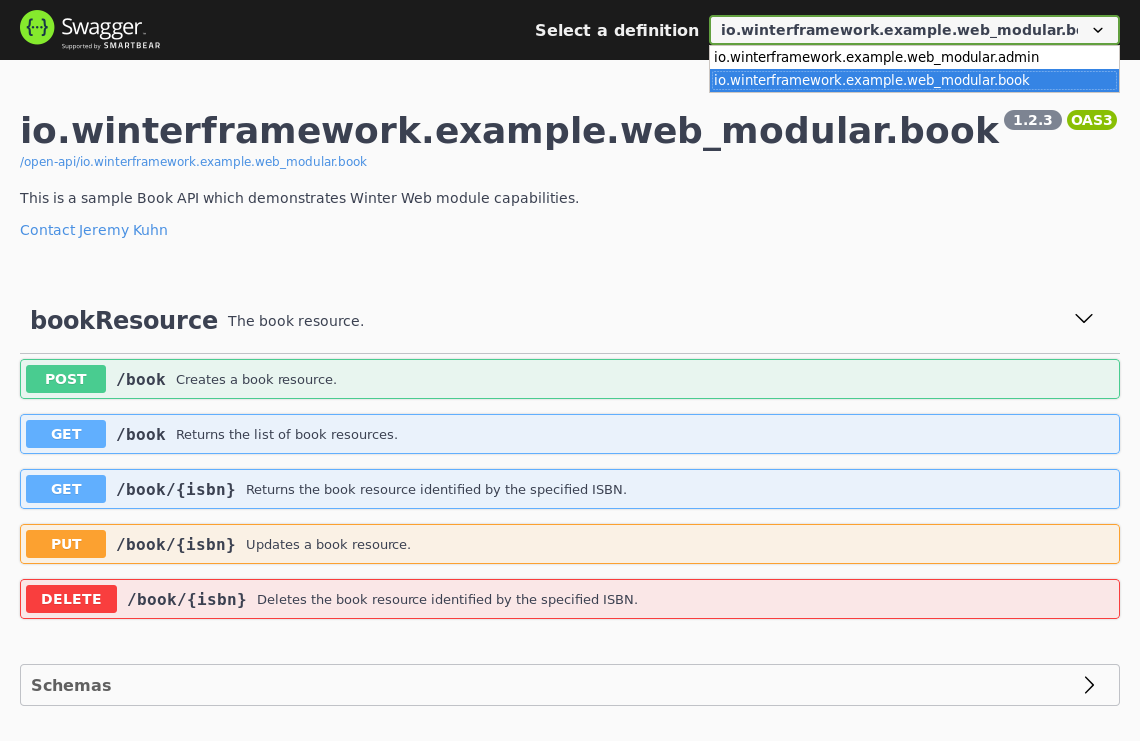 Swagger
Supported by SMARTBEAR
Select a definition
io.winterframework.example.web_modular.bo
io.winterframework.example.web_modular.admin
io.winterframework.example.web_modular.book
io.winterframework.example.web_modular.book 1.2.3 OAS3
/open-api/io.winterframework.example.web_modular.book
This is a sample Book API which demonstrates Winter Web module capabilities.
Contact Jeremy Kuhn
bookResource The book resource.
POST /book Creates a book resource.
GET /book Returns the list of book resources.
GET /book/{isbn} Returns the book resource identified by the specified ISBN.
PUT /book/{isbn} Updates a book resource.
DELETE /book/{isbn} Deletes the book resource identified by the specified ISBN.
Schemas